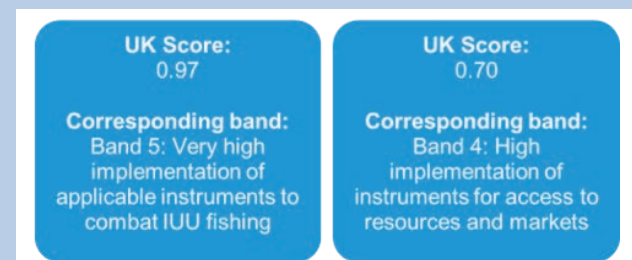 UK Score:
0.97
Corresponding band:
Band 5: Very high
implementation of
applicable instruments to
combat IUU fishing
UK Score:
0.70
Corresponding band:
Band 4: High
implementation of
instruments for access to
resources and markets